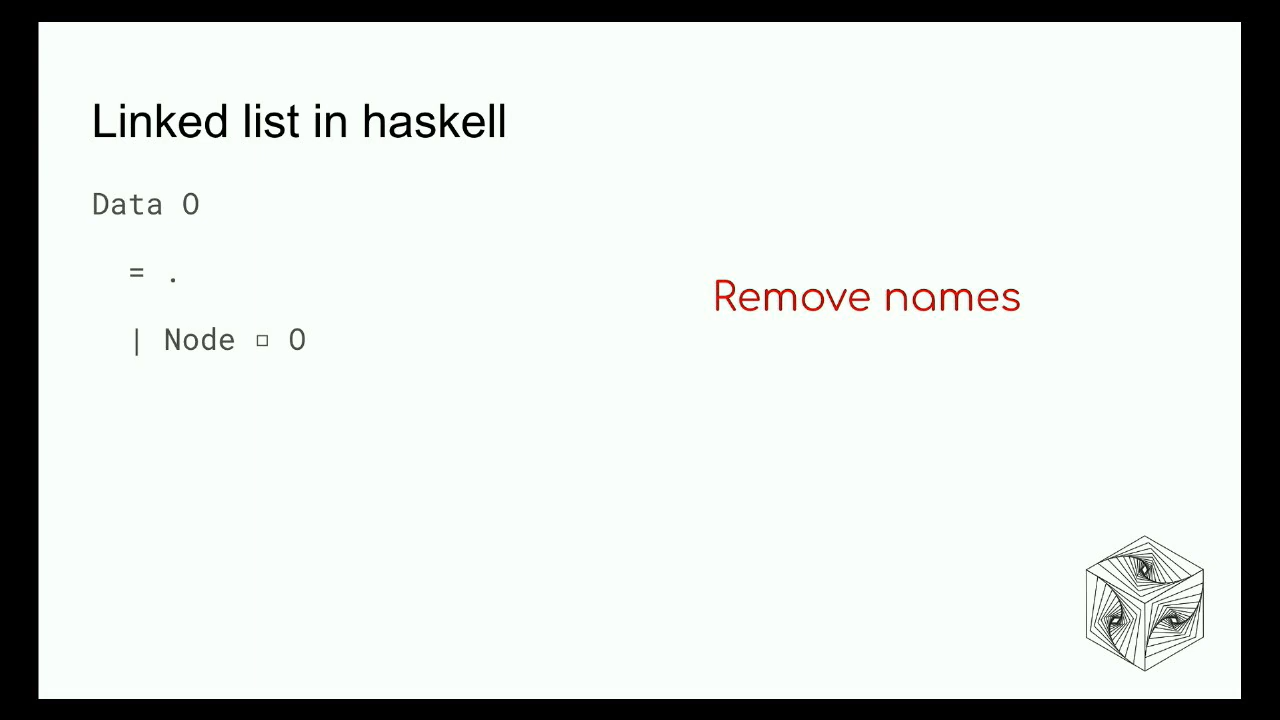 Linked list in haskell
Data O
= .
| Node □ O
Remove names